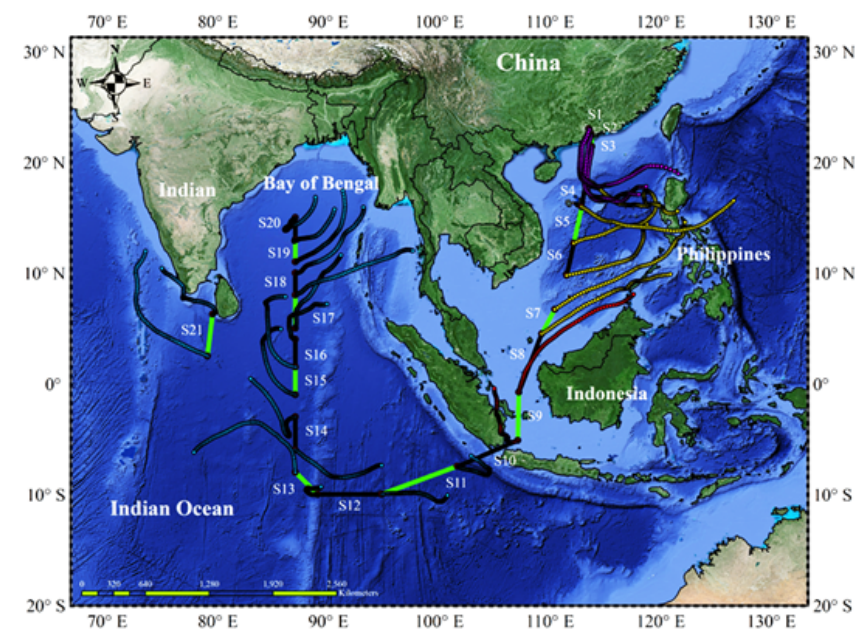 70° E 80° E 90° E 100° E 110° E 120° E 130° E
30° N 30° N
China
N
W E
S
S1
S2
S3
20° N 20° N
Indian
Bay of Bengal
S4
S20
S5
S19
S6
Philippines
10° N 10° N
S18
S17
S7
S21
S8
S16
0° 0°
S15
Indonesia
S9
S14
S10
S11
S13
10° S 10° S
S12
Indian Ocean
0 320 640 1,280 1,920 2,560
Kilometers
20° S 20° S
70° E 80° E 90° E 100° E 110° E 120° E 130° E